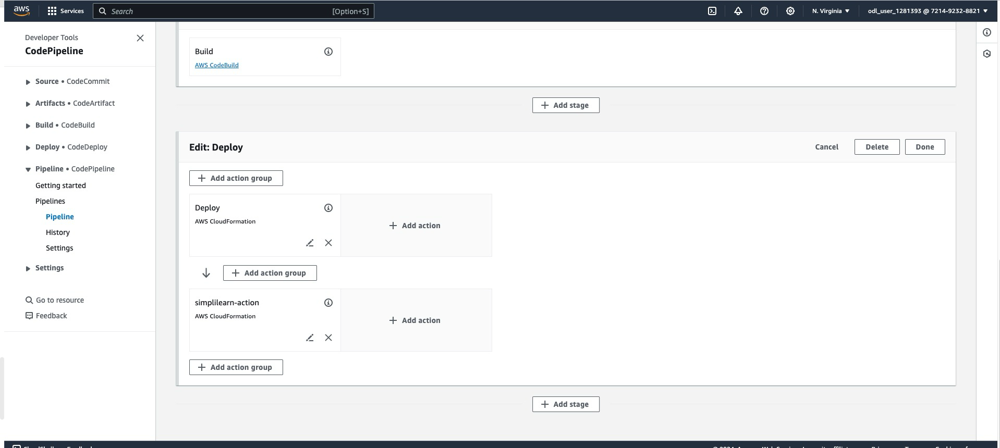 aws
Services
Search
[Option+S]
N. Virginia
odl_user_1281393 @ 7214-9232-8821
Developer Tools
CodePipeline
Source • CodeCommit
Artifacts • CodeArtifact
Build • CodeBuild
Deploy • CodeDeploy
Pipeline • CodePipeline
Getting started
Pipelines
Pipeline
History
Settings
Settings
Go to resource
Feedback
Build
AWS CodeBuild
Add stage
Edit: Deploy
Cancel
Delete
Done
Add action group
Deploy
AWS CloudFormation
Add action
Add action group
simplilearn-action
AWS CloudFormation
Add action
Add action group
Add stage